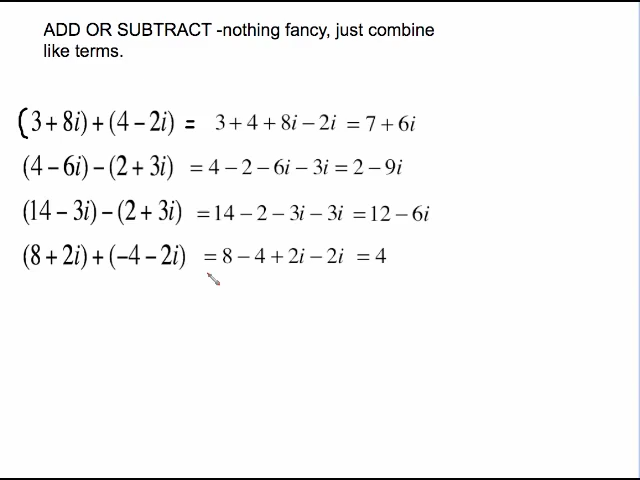 ADD OR SUBTRACT -nothing fancy, just combine
like terms.
(3+8i)+(4−2i) = 3+4+8i−2i =7+6i
(4−6i)−(2+3i) =4−2−6i−3i=2−9i
(14−3i)−(2+3i) =14−2−3i−3i=12−6i
(8+2i)+(−4−2i) =8−4+2i−2i =4